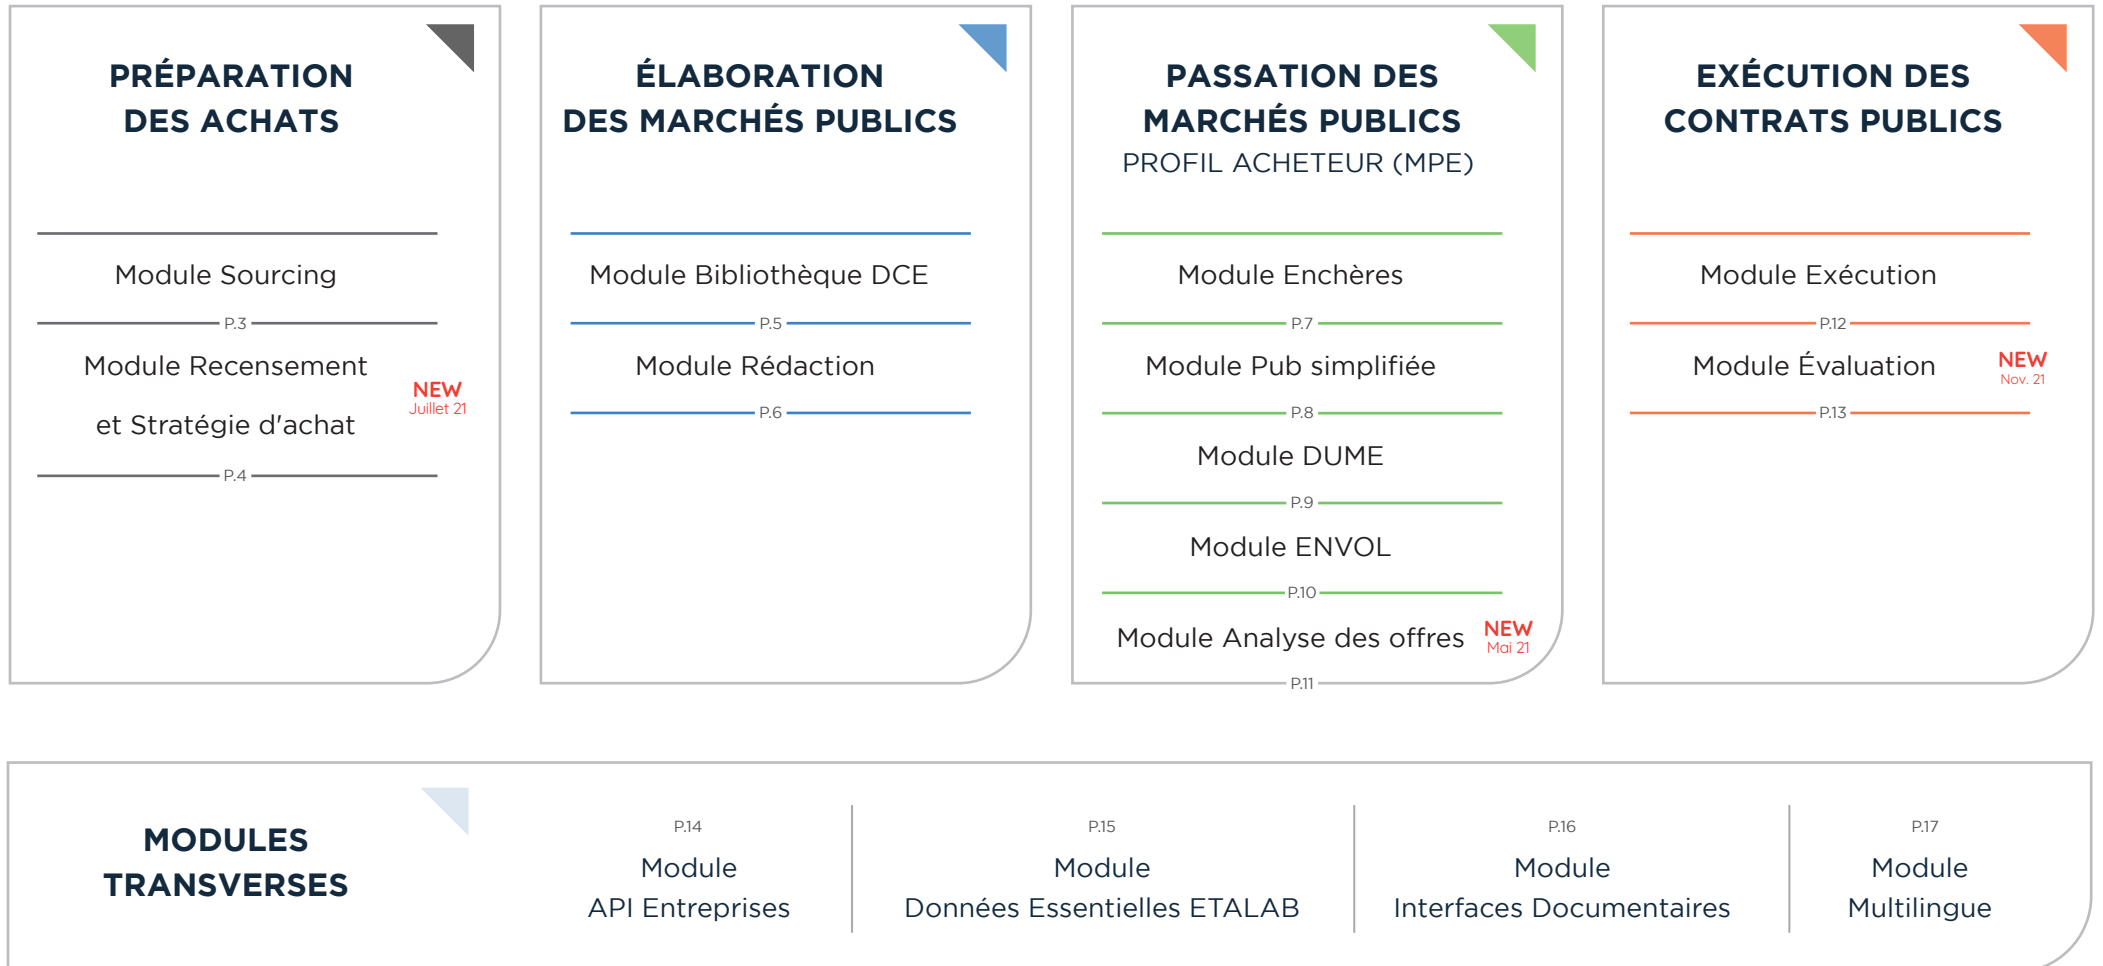 PRÉPARATION
DES ACHATS
Module Sourcing
P.3
Module Recensement
et Stratégie d'achat
NEW
Juillet 21
P.4
ÉLABORATION
DES MARCHÉS PUBLICS
Module Bibliothèque DCE
P.5
Module Rédaction
P.6
PASSATION DES
MARCHÉS PUBLICS
PROFIL ACHETEUR (MPE)
Module Enchères
P.7
Module Pub simplifiée
P.8
Module DUME
P.9
Module ENVOL
P.10
Module Analyse des offres
NEW
Mai 21
P.11
EXÉCUTION DES
CONTRATS PUBLICS
Module Exécution
P.12
Module Évaluation
NEW
Nov. 21
P.13
MODULES
TRANSVERSES
P.14
Module
API Entreprises
P.15
Module
Données Essentielles ETALAB
P.16
Module
Interfaces Documentaires
P.17
Module
Multilingue